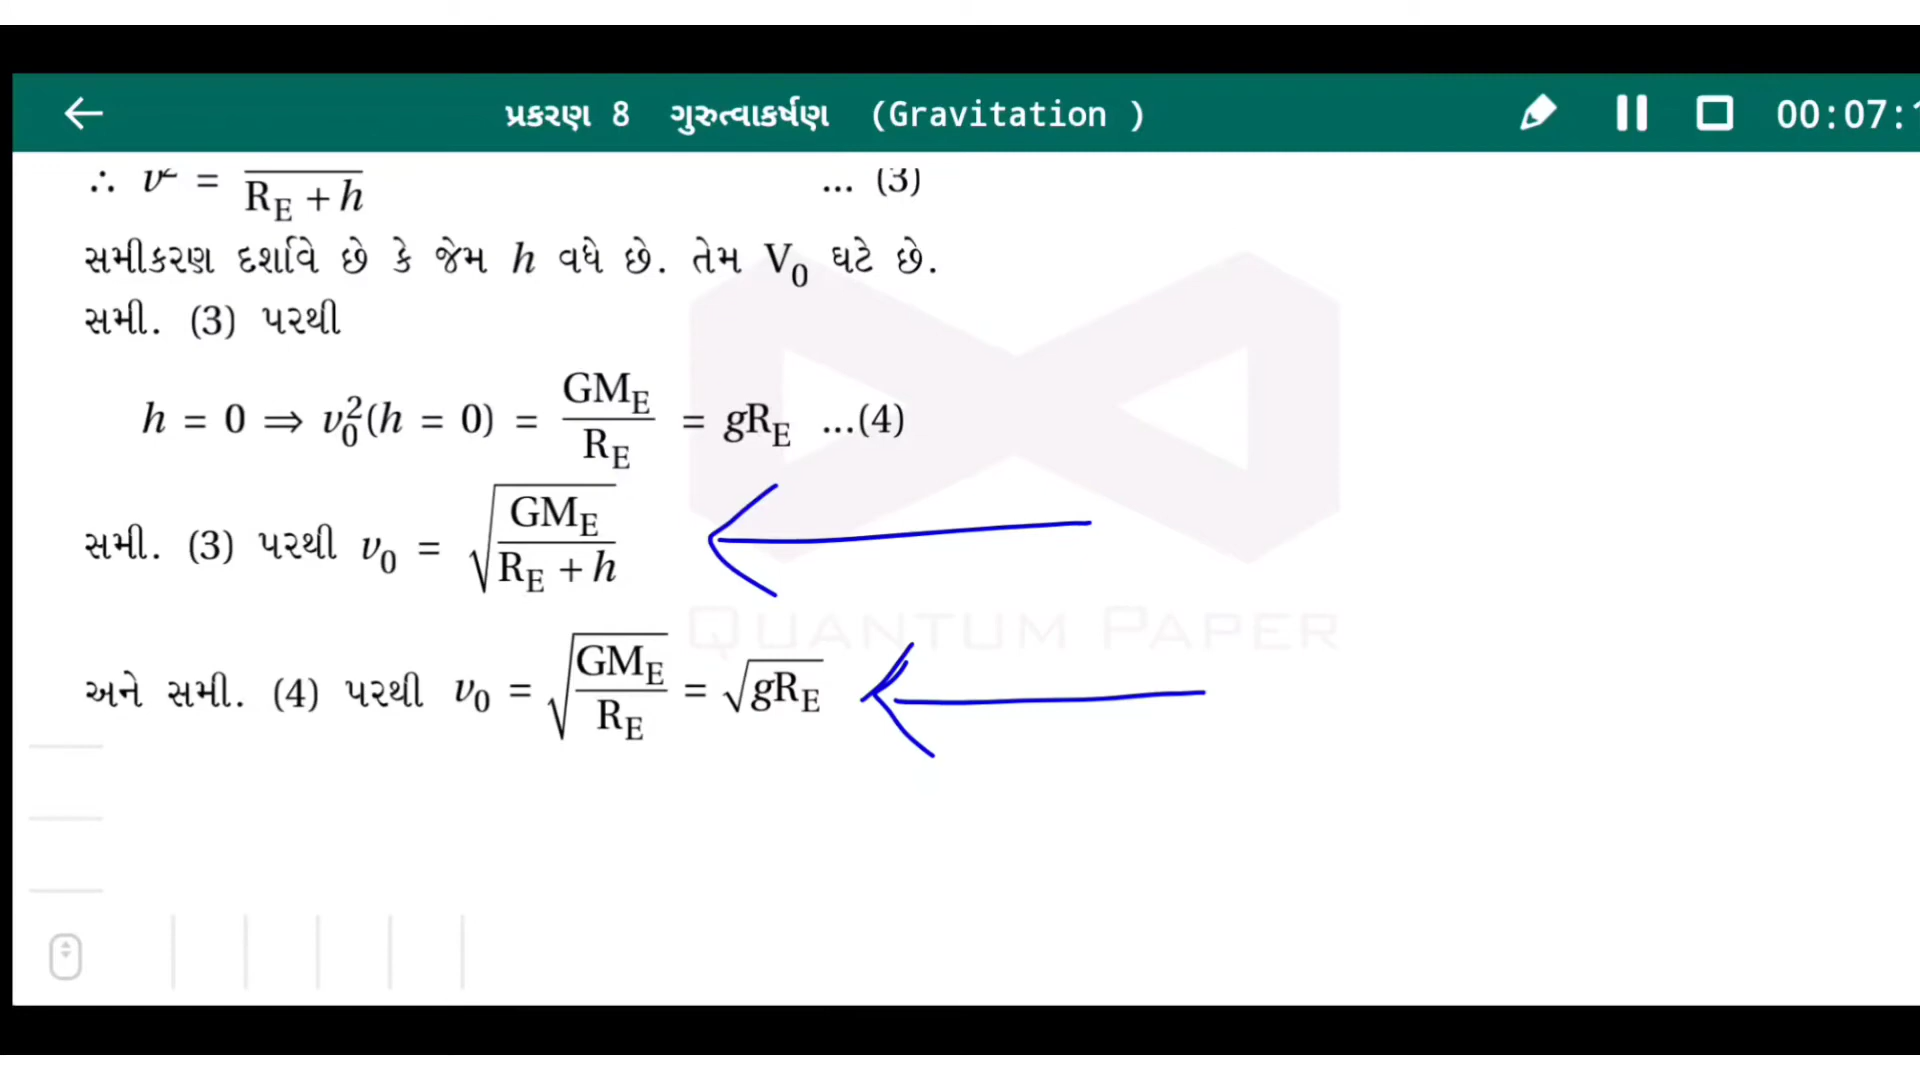 પ્રકરણ 8 ગુરુત્વાકર્ષણ (Gravitation )
00:07:1
∴ v² = / R_E + h ... (3)
સમીકરણ દર્શાવે છે કે જેમ h વધે છે. તેમ V₀ ઘટે છે.
સમી. (3) પરથી
h = 0 ⇒ v₀²(h = 0) = GM_E / R_E = gR_E ...(4)
સમી. (3) પરથી v₀ = √(GM_E / (R_E + h))
QUANTUM PAPER
અને સમી. (4) પરથી v₀ = √(GM_E / R_E) = √(gR_E)